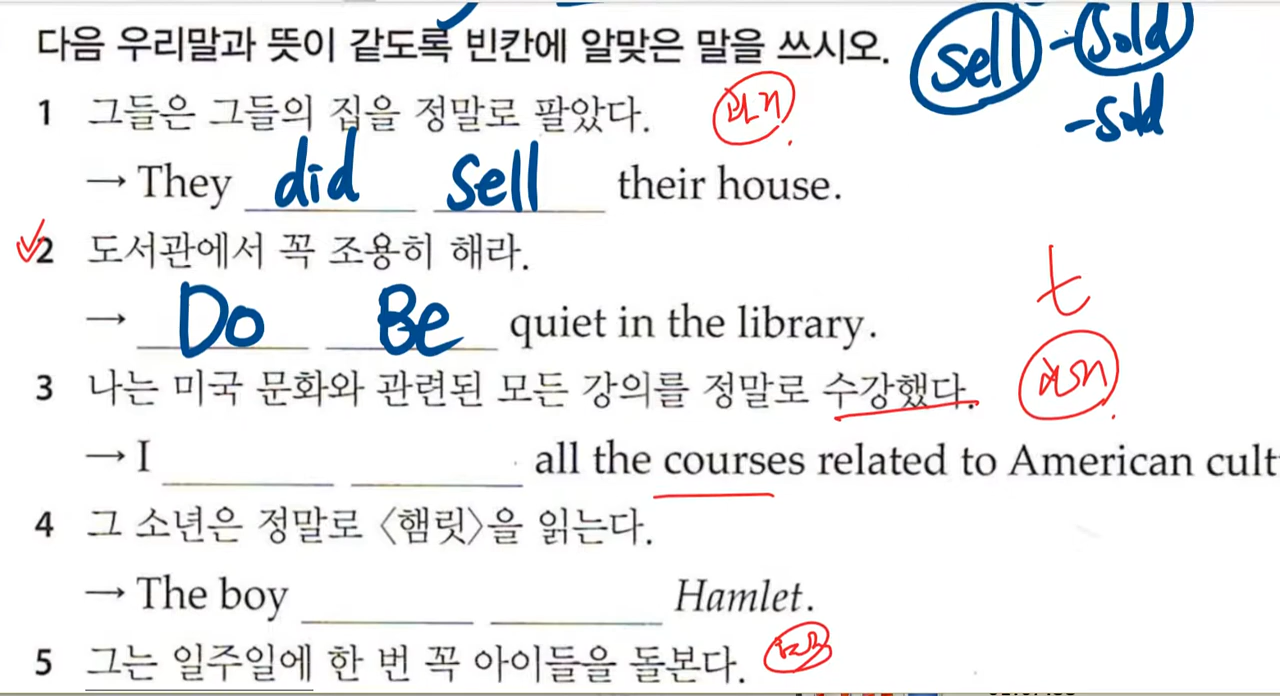 다음 우리말과 뜻이 같도록 빈칸에 알맞은 말을 쓰시오. sell - sold
- sold
1 그들은 그들의 집을 정말로 팔았다. 과거
→ They did sell their house.
2 도서관에서 꼭 조용히 해라.
→ Do Be quiet in the library.
t
3 나는 미국 문화와 관련된 모든 강의를 정말로 수강했다.
→ I all the courses related to American cult
4 그 소년은 정말로 〈햄릿〉을 읽는다.
→ The boy Hamlet.
5 그는 일주일에 한 번 꼭 아이들을 돌본다.